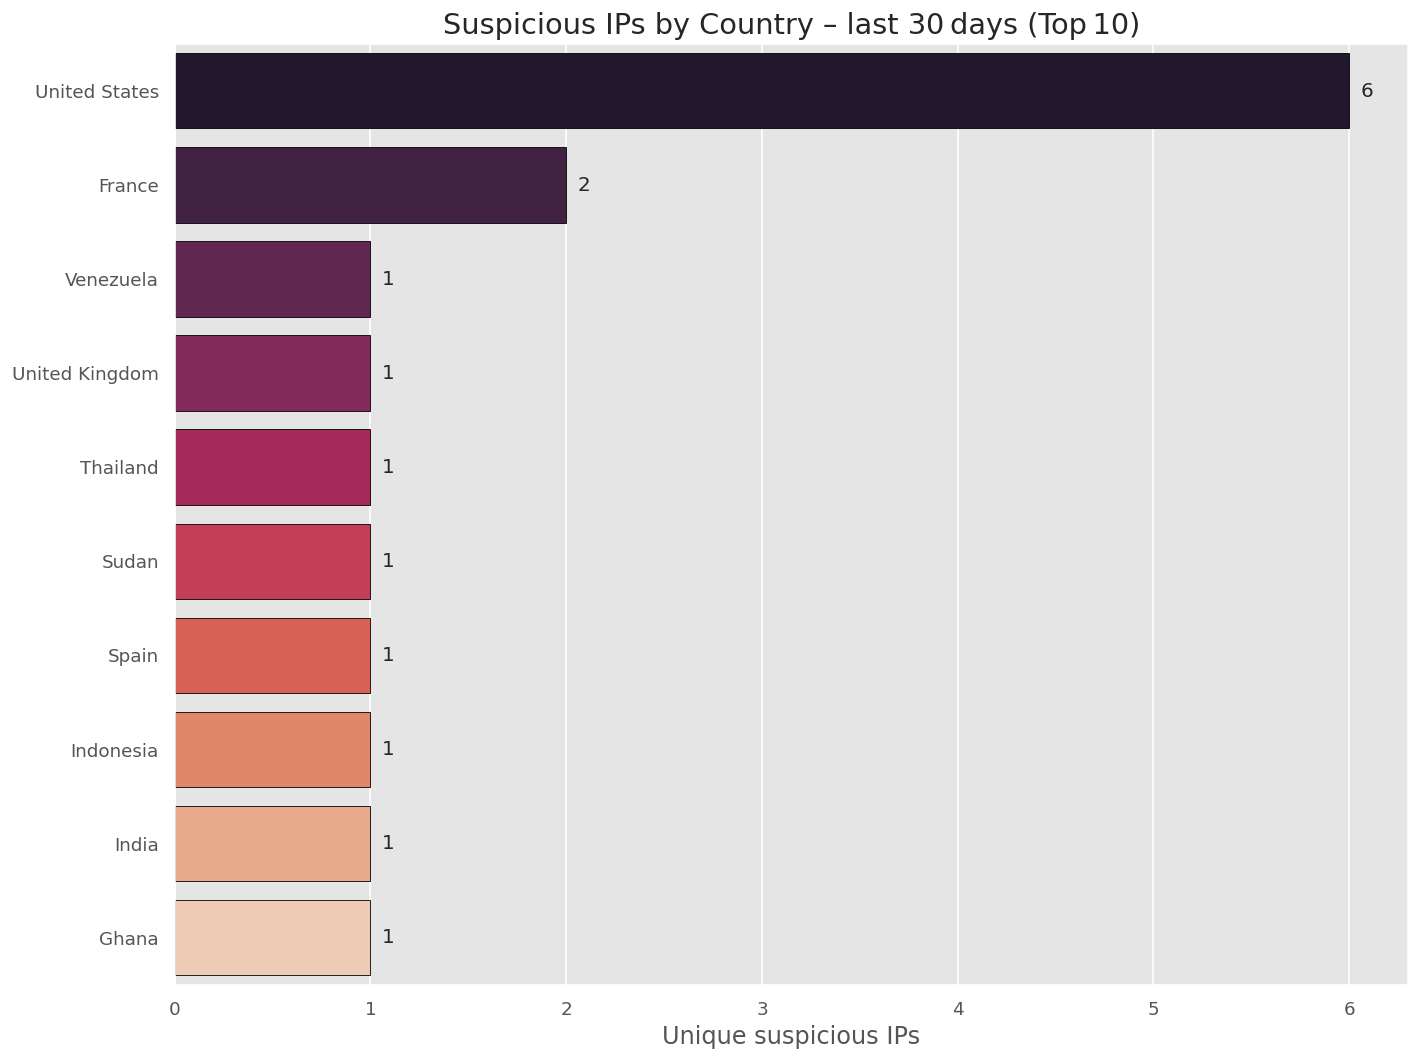 Suspicious IPs by Country – last 30 days (Top 10)
United States 6
France 2
Venezuela 1
United Kingdom 1
Thailand 1
Sudan 1
Spain 1
Indonesia 1
India 1
Ghana 1
0 1 2 3 4 5 6
Unique suspicious IPs